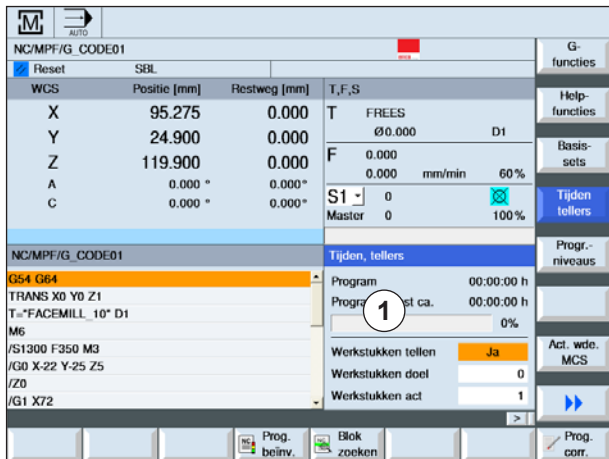 M AUTO
NC/MPF/G_CODE01
Reset SBL
WCS Positie [mm] Restweg [mm]
X 95.275 0.000
Y 24.900 0.000
Z 119.900 0.000
A 0.000 ° 0.000°
C 0.000 ° 0.000°
T,F,S
T FREES
Ø0.000 D1
F 0.000
0.000 mm/min 60%
S1 0
Master 0 100%
NC/MPF/G_CODE01
G54 G64
TRANS X0 Y0 Z1
T="FACEMILL_10" D1
M6
/S1300 F350 M3
/G0 X-22 Y-25 Z5
/Z0
/G1 X72
Tijden, tellers
Program 00:00:00 h
1
st ca. 00:00:00 h
0%
Werkstukken tellen Ja
Werkstukken doel 0
Werkstukken act 1
G-
functies
Help-
functies
Basis-
sets
Tijden
tellers
Progr.-
niveaus
Act. wde.
MCS
NC Prog.
beïnv.
NC Blok
zoeken
Prog.
corr.